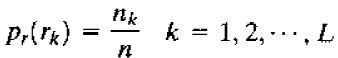 p_r(r_k) = n_k / n   k = 1, 2, ···, L